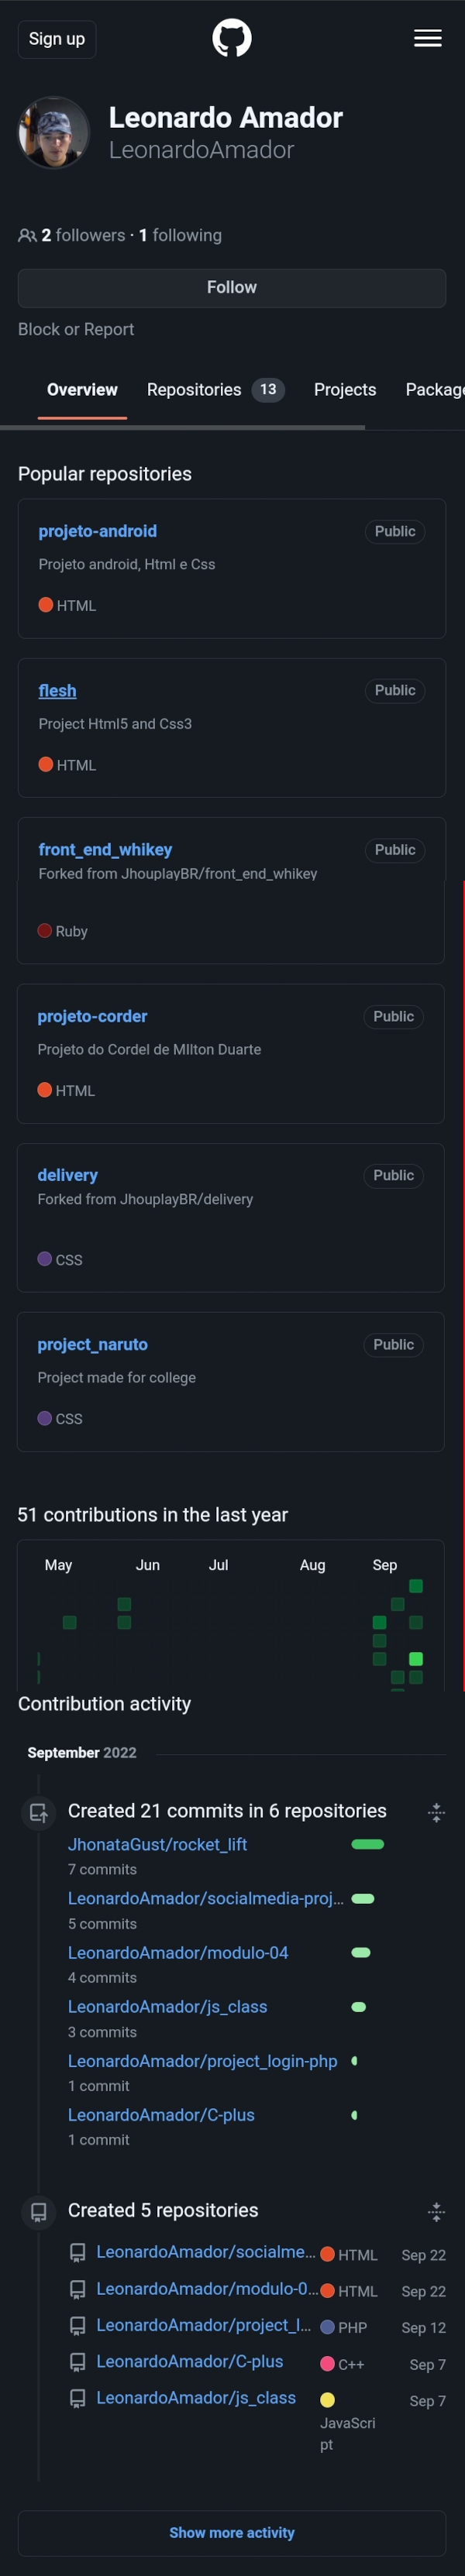 Sign up
Leonardo Amador
LeonardoAmador
2 followers · 1 following
Follow
Block or Report
Overview Repositories 13 Projects Package
Popular repositories
projeto-android Public
Projeto android, Html e Css
HTML
flesh Public
Project Html5 and Css3
HTML
front_end_whikey Public
Forked from JhouplayBR/front_end_whikey
Ruby
projeto-corder Public
Projeto do Cordel de MIlton Duarte
HTML
delivery Public
Forked from JhouplayBR/delivery
CSS
project_naruto Public
Project made for college
CSS
51 contributions in the last year
May Jun Jul Aug Sep
Contribution activity
September 2022
Created 21 commits in 6 repositories
JhonataGust/rocket_lift
7 commits
LeonardoAmador/socialmedia-proj...
5 commits
LeonardoAmador/modulo-04
4 commits
LeonardoAmador/js_class
3 commits
LeonardoAmador/project_login-php
1 commit
LeonardoAmador/C-plus
1 commit
Created 5 repositories
LeonardoAmador/socialme... HTML Sep 22
LeonardoAmador/modulo-0... HTML Sep 22
LeonardoAmador/project_l... PHP Sep 12
LeonardoAmador/C-plus C++ Sep 7
LeonardoAmador/js_class Sep 7
JavaScri
pt
Show more activity